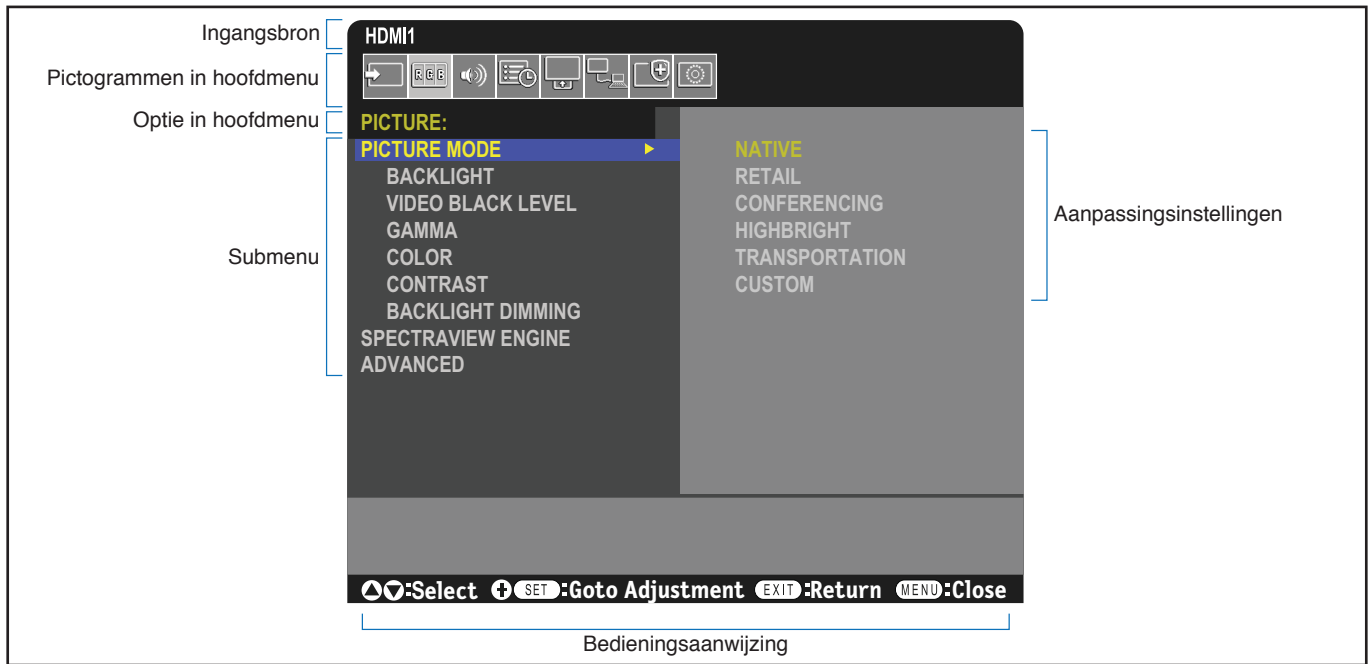 Ingangsbron
HDMI1
Pictogrammen in hoofdmenu
RGB
Optie in hoofdmenu
PICTURE:
Submenu
PICTURE MODE
BACKLIGHT
VIDEO BLACK LEVEL
GAMMA
COLOR
CONTRAST
BACKLIGHT DIMMING
SPECTRAVIEW ENGINE
ADVANCED
NATIVE
RETAIL
CONFERENCING
HIGHBRIGHT
TRANSPORTATION
CUSTOM
Aanpassingsinstellingen
:Select SET:Goto Adjustment EXIT:Return MENU:Close
Bedieningsaanwijzing